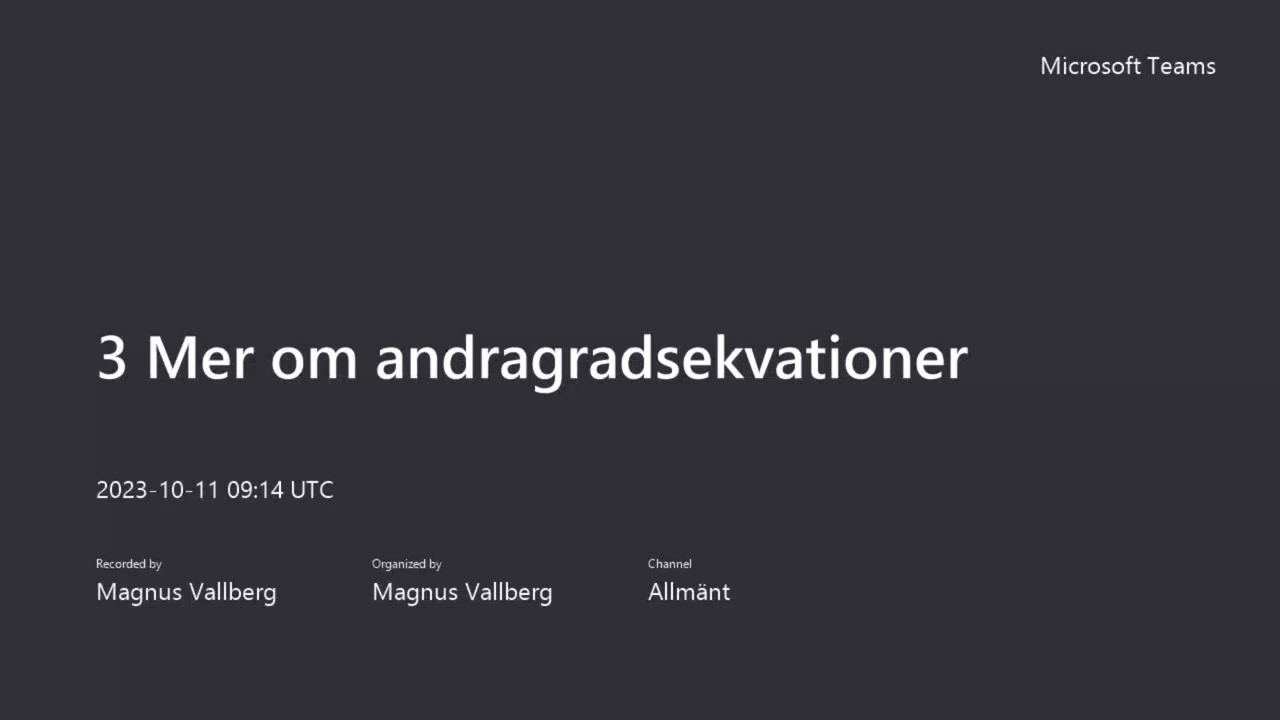 Microsoft Teams
3 Mer om andragradsekvationer
2023-10-11 09:14 UTC
Recorded by
Magnus Vallberg
Organized by
Magnus Vallberg
Channel
Allmänt